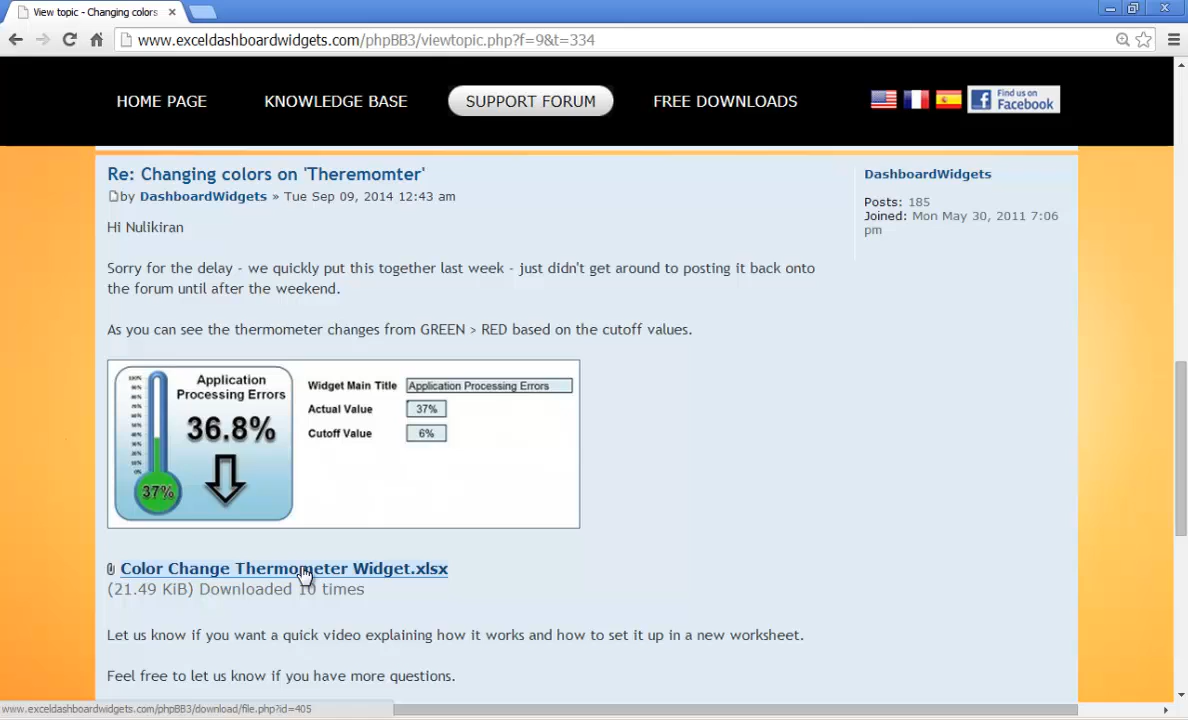 View topic - Changing colors
www.exceldashboardwidgets.com/phpBB3/viewtopic.php?f=9&t=334
HOME PAGE KNOWLEDGE BASE SUPPORT FORUM FREE DOWNLOADS Find us on Facebook
Re: Changing colors on 'Theremomter'
by DashboardWidgets » Tue Sep 09, 2014 12:43 am
Hi Nulikiran
Sorry for the delay - we quickly put this together last week - just didn't get around to posting it back onto
the forum until after the weekend.
As you can see the thermometer changes from GREEN > RED based on the cutoff values.
Application
Processing Errors
36.8%
37%
100%
Widget Main Title Application Processing Errors
Actual Value 37%
Cutoff Value 6%
Color Change Thermometer Widget.xlsx
(21.49 KiB) Downloaded 10 times
Let us know if you want a quick video explaining how it works and how to set it up in a new worksheet.
Feel free to let us know if you have more questions.
DashboardWidgets
Posts: 185
Joined: Mon May 30, 2011 7:06
pm
www.exceldashboardwidgets.com/phpBB3/download/file.php?id=405